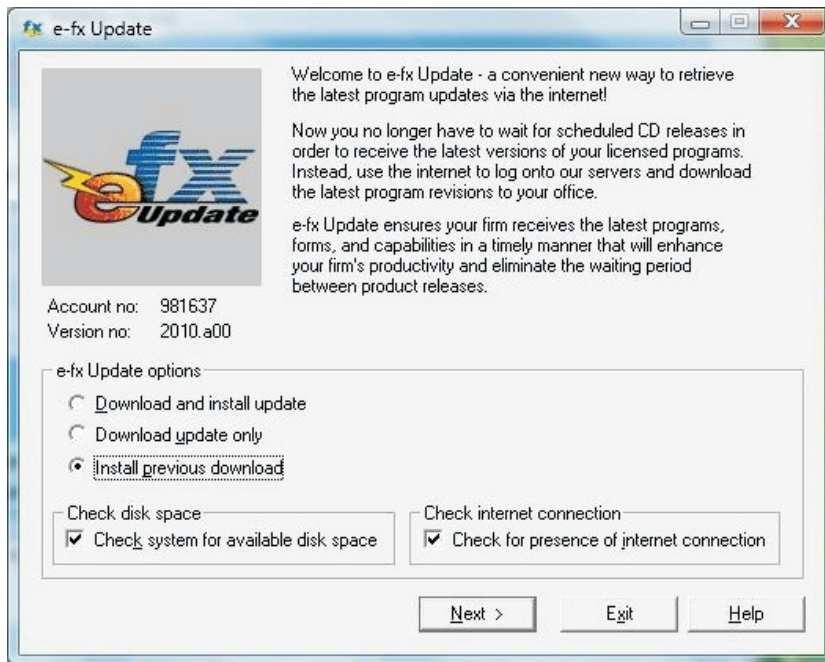 fx e-fx Update
Welcome to e-fx Update - a convenient new way to retrieve
the latest program updates via the internet!
Now you no longer have to wait for scheduled CD releases in
order to receive the latest versions of your licensed programs.
Instead, use the internet to log onto our servers and download
the latest program revisions to your office.
e-fx Update ensures your firm receives the latest programs,
forms, and capabilities in a timely manner that will enhance
your firm's productivity and eliminate the waiting period
between product releases.
efx
Update
Account no: 981637
Version no: 2010.a00
e-fx Update options
Download and install update
Download update only
Install previous download
Check disk space
Check system for available disk space
Check internet connection
Check for presence of internet connection
Next >
Exit
Help